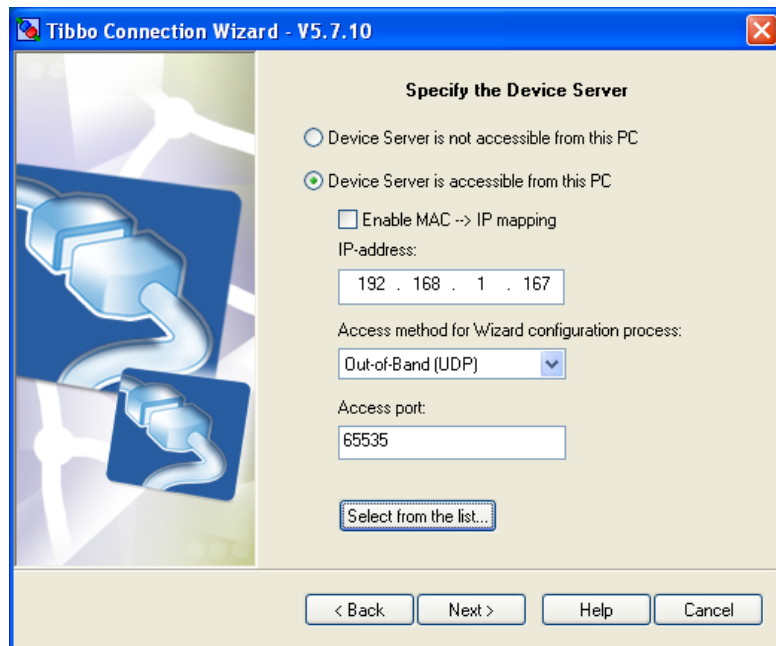 Tibbo Connection Wizard - V5.7.10
Specify the Device Server
Device Server is not accessible from this PC
Device Server is accessible from this PC
Enable MAC --> IP mapping
IP-address:
192 . 168 . 1 . 167
Access method for Wizard configuration process:
Out-of-Band (UDP)
Access port:
65535
Select from the list...
< Back Next > Help Cancel